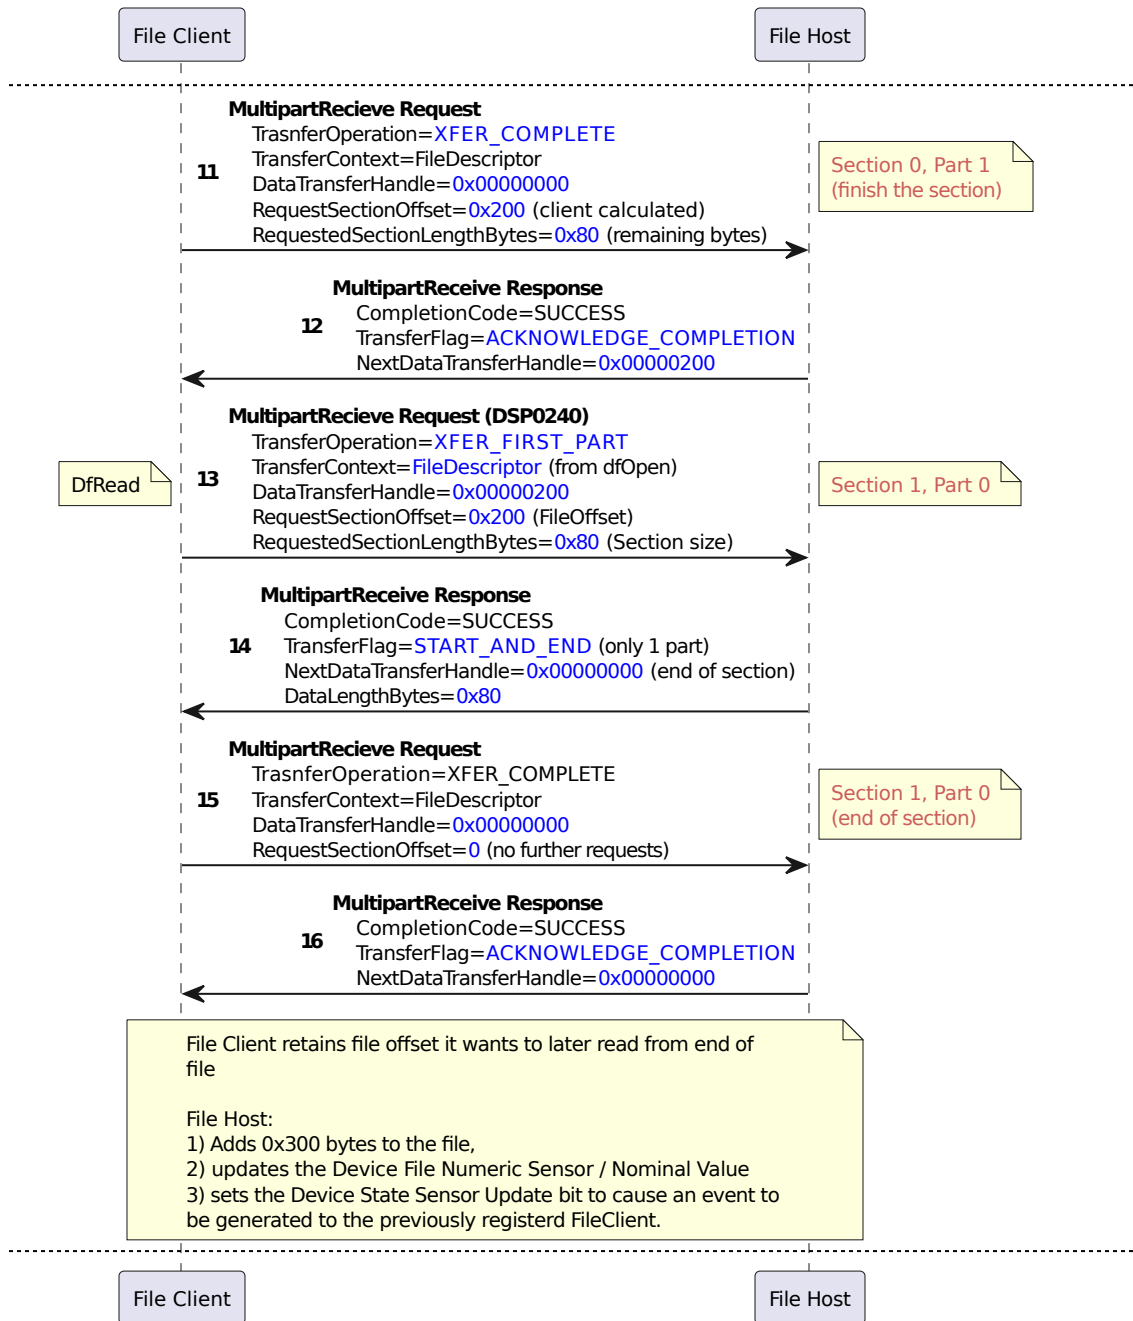 File Client
File Host
MultipartRecieve Request
TrasnferOperation=XFER_COMPLETE
11 TransferContext=FileDescriptor
DataTransferHandle=0x00000000
RequestSectionOffset=0x200 (client calculated)
RequestedSectionLengthBytes=0x80 (remaining bytes)
Section 0, Part 1
(finish the section)
MultipartReceive Response
CompletionCode=SUCCESS
12 TransferFlag=ACKNOWLEDGE_COMPLETION
NextDataTransferHandle=0x00000200
DfRead
MultipartRecieve Request (DSP0240)
TransferOperation=XFER_FIRST_PART
13 TransferContext=FileDescriptor (from dfOpen)
DataTransferHandle=0x00000200
RequestSectionOffset=0x200 (FileOffset)
RequestedSectionLengthBytes=0x80 (Section size)
Section 1, Part 0
MultipartReceive Response
CompletionCode=SUCCESS
14 TransferFlag=START_AND_END (only 1 part)
NextDataTransferHandle=0x00000000 (end of section)
DataLengthBytes=0x80
MultipartRecieve Request
TrasnferOperation=XFER_COMPLETE
15 TransferContext=FileDescriptor
DataTransferHandle=0x00000000
RequestSectionOffset=0 (no further requests)
Section 1, Part 0
(end of section)
MultipartReceive Response
CompletionCode=SUCCESS
16 TransferFlag=ACKNOWLEDGE_COMPLETION
NextDataTransferHandle=0x00000000
File Client retains file offset it wants to later read from end of
file
File Host:
1) Adds 0x300 bytes to the file,
2) updates the Device File Numeric Sensor / Nominal Value
3) sets the Device State Sensor Update bit to cause an event to
be generated to the previously registerd FileClient.
File Client
File Host